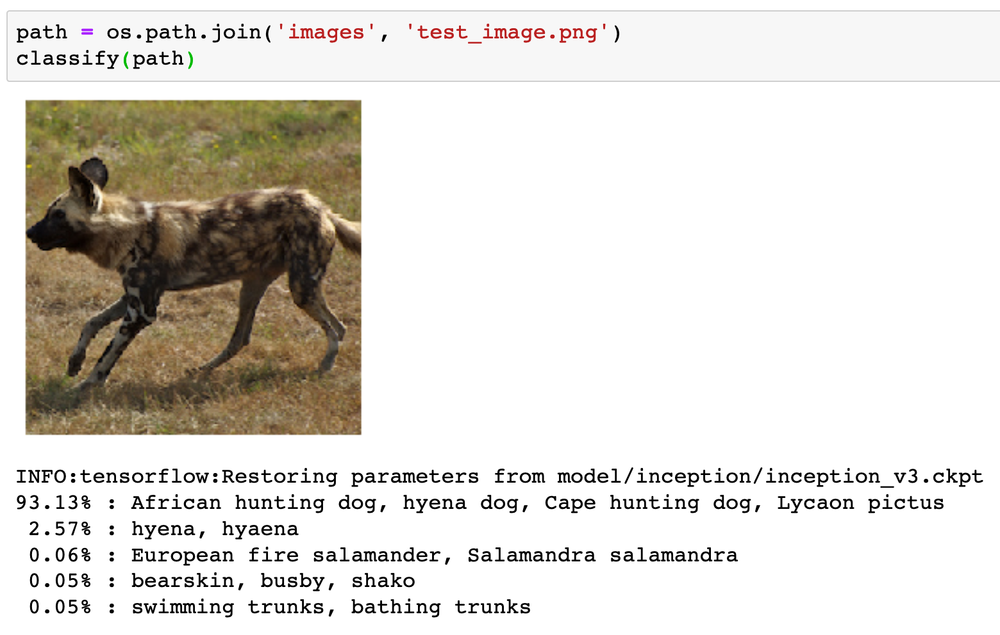 path = os.path.join('images', 'test_image.png')
classify(path)
INFO:tensorflow:Restoring parameters from model/inception/inception_v3.ckpt
93.13% : African hunting dog, hyena dog, Cape hunting dog, Lycaon pictus
 2.57% : hyena, hyaena
 0.06% : European fire salamander, Salamandra salamandra
 0.05% : bearskin, busby, shako
 0.05% : swimming trunks, bathing trunks